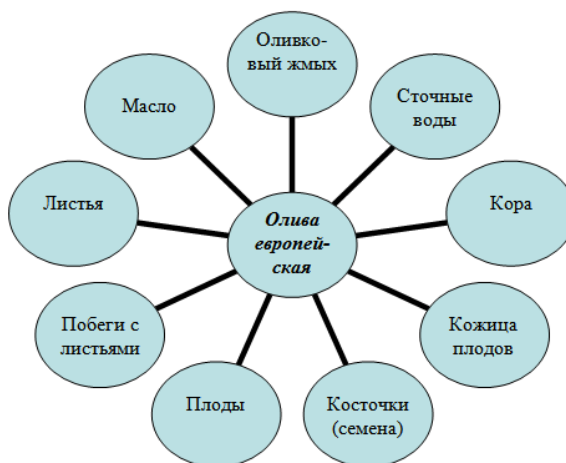 Оливко-
вый жмых
Сточные
воды
Кора
Кожица
плодов
Косточки
(семена)
Плоды
Побеги с
листьями
Листья
Масло
Олива
европей-
ская